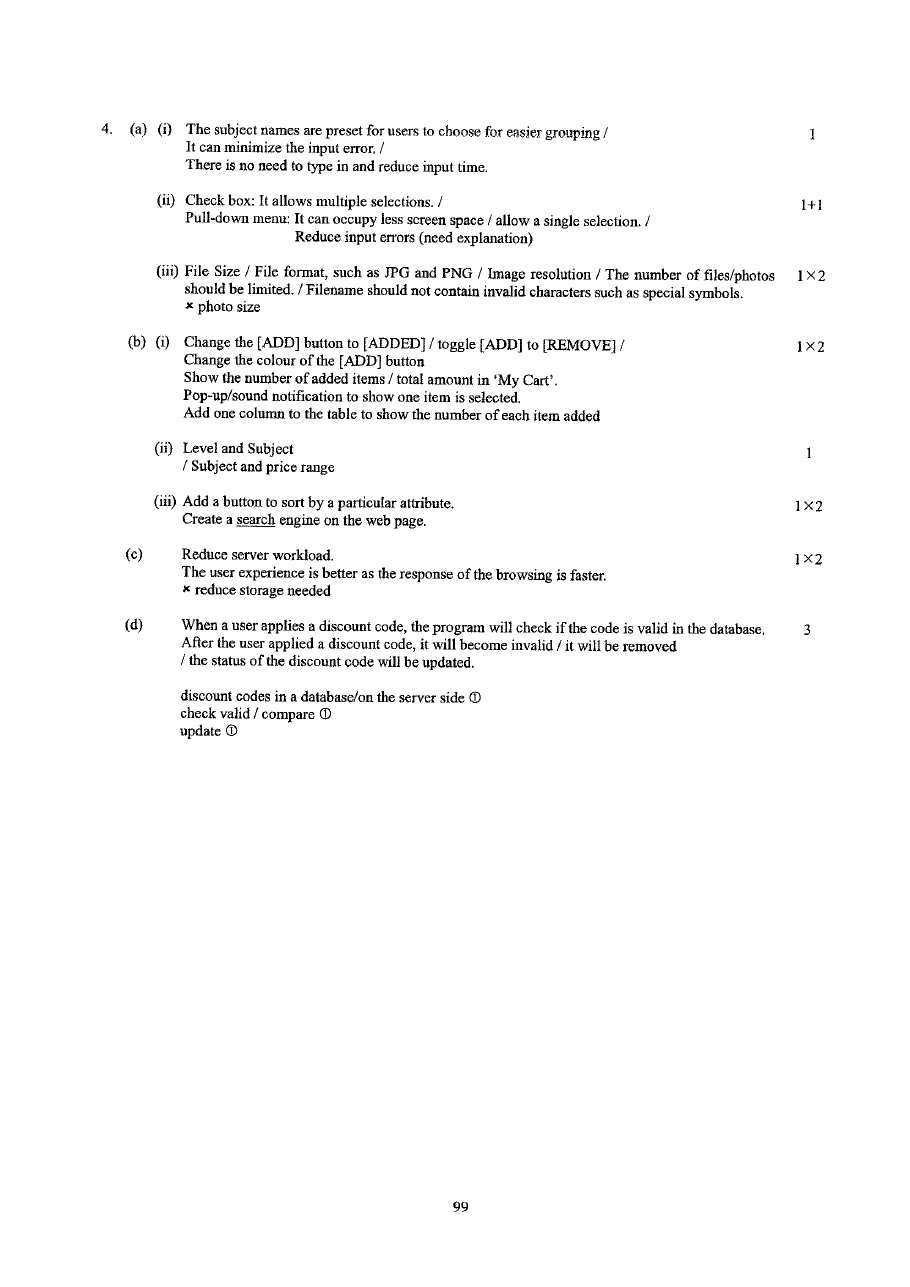 4. (a) (i) The subject names are preset for users to choose for easier grouping / 1
It can minimize the input error. /
There is no need to type in and reduce input time.
(ii) Check box: It allows multiple selections. / 1+1
Pull-down menu: It can occupy less screen space / allow a single selection. /
Reduce input errors (need explanation)
(iii) File Size / File format, such as JPG and PNG / Image resolution / The number of files/photos 1×2
should be limited. / Filename should not contain invalid characters such as special symbols.
× photo size
(b) (i) Change the [ADD] button to [ADDED] / toggle [ADD] to [REMOVE] / 1×2
Change the colour of the [ADD] button
Show the number of added items / total amount in ‘My Cart’.
Pop-up/sound notification to show one item is selected.
Add one column to the table to show the number of each item added
(ii) Level and Subject 1
/ Subject and price range
(iii) Add a button to sort by a particular attribute. 1×2
Create a search engine on the web page.
(c) Reduce server workload. 1×2
The user experience is better as the response of the browsing is faster.
× reduce storage needed
(d) When a user applies a discount code, the program will check if the code is valid in the database. 3
After the user applied a discount code, it will become invalid / it will be removed
/ the status of the discount code will be updated.
discount codes in a database/on the server side ①
check valid / compare ①
update ①
99